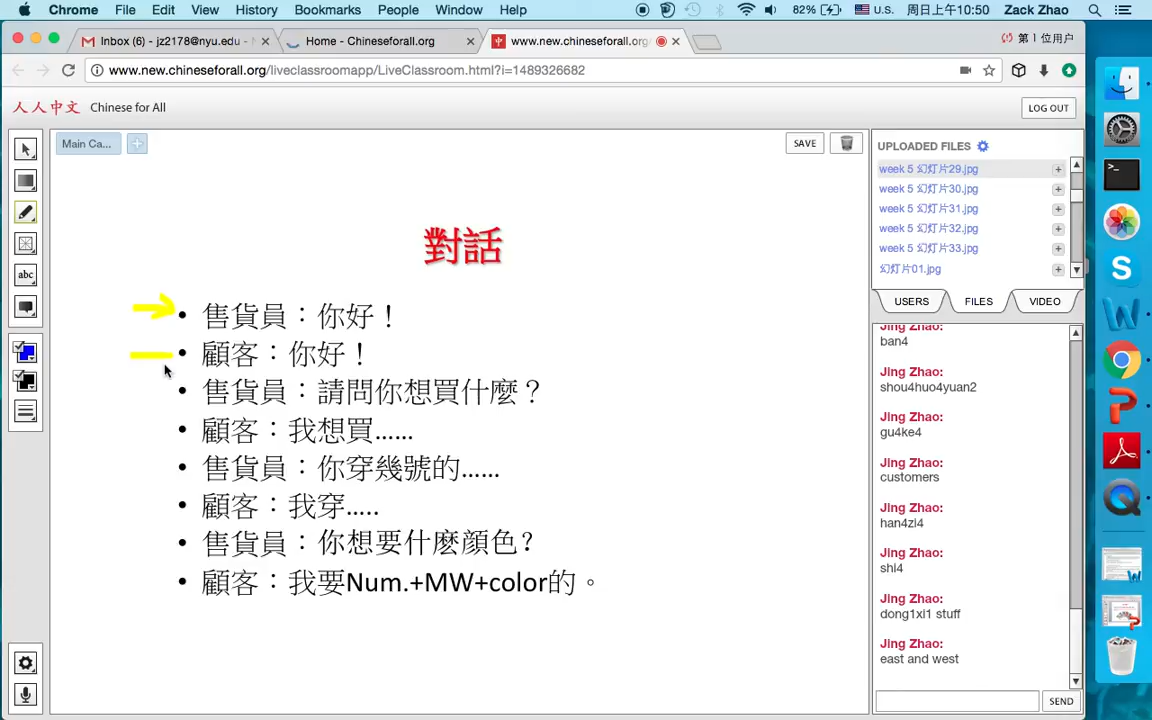 Chrome File Edit View History Bookmarks People Window Help 82% U.S. 周日上午10:50 Zack Zhao
Inbox (6) - jz2178@nyu.edu - Home - Chineseforall.org www.new.chineseforall.org/ 第 1 位用户
www.new.chineseforall.org/liveclassroomapp/LiveClassroom.html?i=1489326682
人人中文 Chinese for All LOG OUT
Main Ca... SAVE
abc
對話
• 售貨員：你好！
• 顧客：你好！
• 售貨員：請問你想買什麼？
• 顧客：我想買……
• 售貨員：你穿幾號的……
• 顧客：我穿…..
• 售貨員：你想要什麽顏色?
• 顧客：我要Num.+MW+color的。
UPLOADED FILES
week 5 幻灯片29.jpg
week 5 幻灯片30.jpg
week 5 幻灯片31.jpg
week 5 幻灯片32.jpg
week 5 幻灯片33.jpg
幻灯片01.jpg
USERS FILES VIDEO
Jing Zhao:
ban4
Jing Zhao:
shou4huo4yuan2
Jing Zhao:
gu4ke4
Jing Zhao:
customers
Jing Zhao:
han4zi4
Jing Zhao:
shi4
Jing Zhao:
dong1xi1 stuff
Jing Zhao:
east and west
SEND